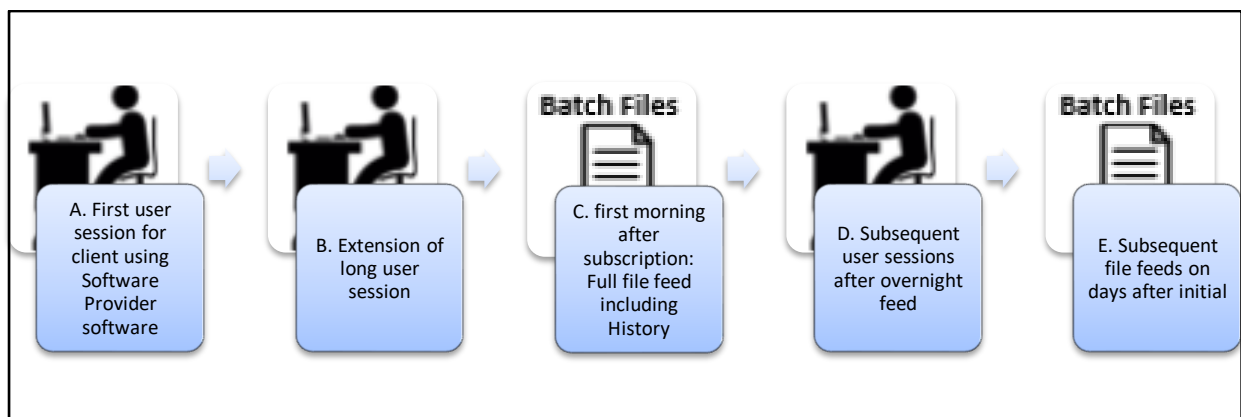 A. First user
session for
client using
Software
Provider
software
B. Extension of
long user
session
Batch Files
C. first morning
after
subscription:
Full file feed
including
History
D. Subsequent
user sessions
after overnight
feed
Batch Files
E. Subsequent
file feeds on
days after initial